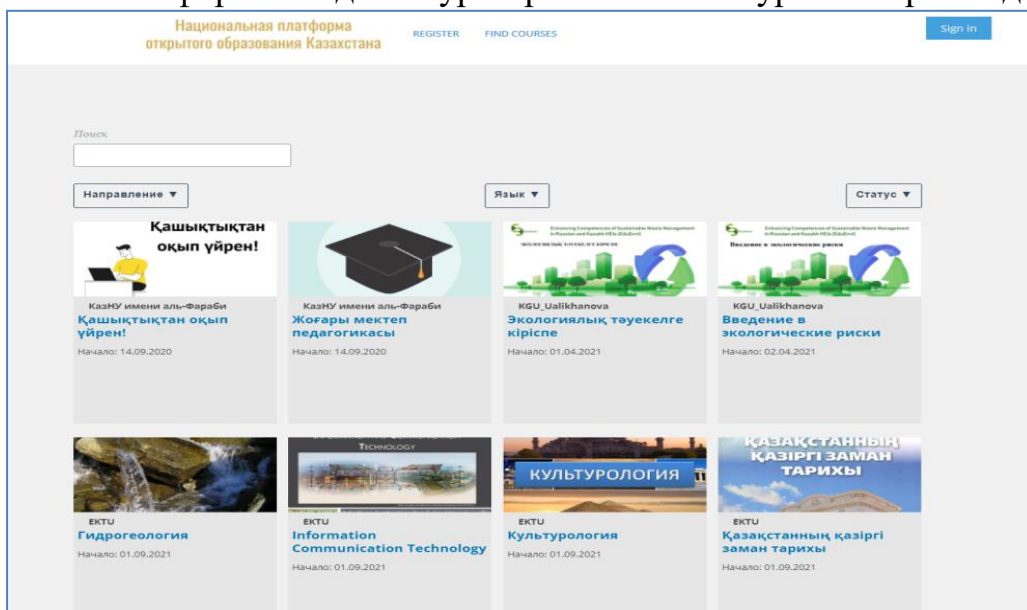 Национальная платформа
открытого образования Казахстана
REGISTER FIND COURSES
Sign in
Поиск
Направление ▼ Язык ▼ Статус ▼
Қашықтықтан
оқып үйрен!
Enhancing Competences of Sustainable Waste Management
in Russian and Kazakh HEIs (EduEnvi)
ЭКОЛОГИЯЛЫҚ ТӘУЕКЕЛГЕ КІРІСПЕ
Enhancing Competences of Sustainable Waste Management
in Russian and Kazakh HEIs (EduEnvi)
Введение в экологические риски
КазНУ имени аль-Фараби
Қашықтықтан оқып
үйрен!
Начало: 14.09.2020
КазНУ имени аль-Фараби
Жоғары мектеп
педагогикасы
Начало: 14.09.2020
KGU_Ualikhanova
Экологиялық тәуекелге
кіріспе
Начало: 01.04.2021
KGU_Ualikhanova
Введение в
экологические риски
Начало: 02.04.2021
TECHNOLOGY
КУЛЬТУРОЛОГИЯ
ҚАЗАҚСТАННЫҢ
ҚАЗІРГІ ЗАМАН
ТАРИХЫ
EKTU
Гидрогеология
Начало: 01.09.2021
EKTU
Information
Communication Technology
Начало: 01.09.2021
EKTU
Культурология
Начало: 01.09.2021
EKTU
Қазақстанның қазіргі
заман тарихы
Начало: 01.09.2021